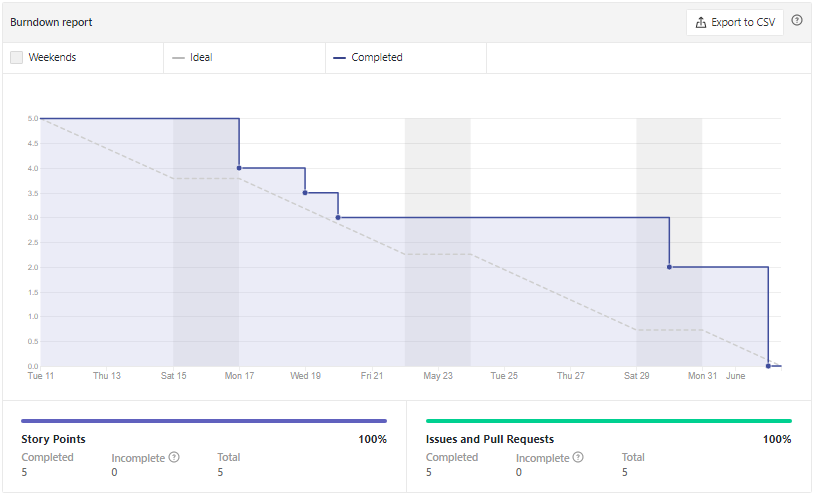 Burndown report
Export to CSV
Weekends
Ideal
Completed
5.0
4.5
4.0
3.5
3.0
2.5
2.0
1.5
1.0
0.5
0.0
Tue 11 Thu 13 Sat 15 Mon 17 Wed 19 Fri 21 May 23 Tue 25 Thu 27 Sat 29 Mon 31 June
Story Points 100%
Completed Incomplete ? Total
5 0 5
Issues and Pull Requests 100%
Completed Incomplete ? Total
5 0 5